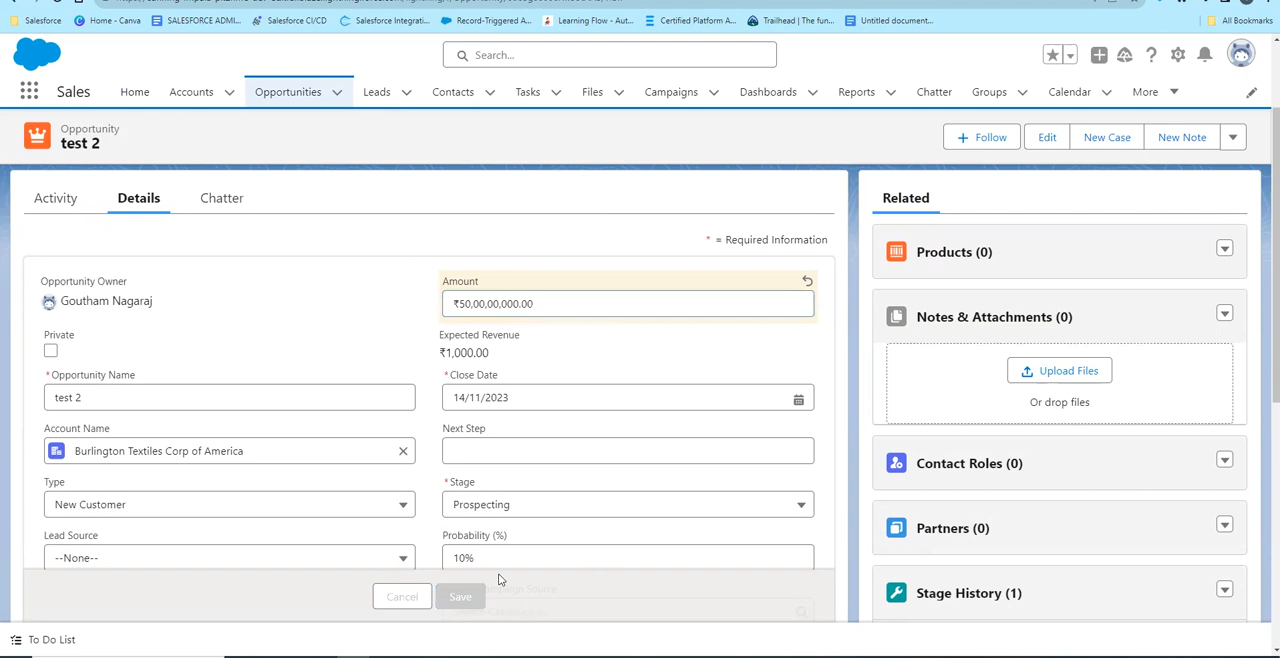 Salesforce
Home - Canva
SALESFORCE ADMI...
Salesforce CI/CD
Salesforce Integrati...
Record-Triggered A...
Learning Flow - Aut...
Certified Platform A...
Trailhead | The fun...
Untitled document...
All Bookmarks
Search...
Sales
Home
Accounts
Opportunities
Leads
Contacts
Tasks
Files
Campaigns
Dashboards
Reports
Chatter
Groups
Calendar
More
Opportunity
test 2
Follow
Edit
New Case
New Note
Activity
Details
Chatter
* = Required Information
Opportunity Owner
Goutham Nagaraj
Amount
₹50,00,00,000.00
Private
Expected Revenue
₹1,000.00
*Opportunity Name
test 2
*Close Date
14/11/2023
Account Name
Burlington Textiles Corp of America
Next Step
Type
New Customer
*Stage
Prospecting
Lead Source
--None--
Probability (%)
10%
Cancel
Save
Related
Products (0)
Notes & Attachments (0)
Upload Files
Or drop files
Contact Roles (0)
Partners (0)
Stage History (1)
To Do List